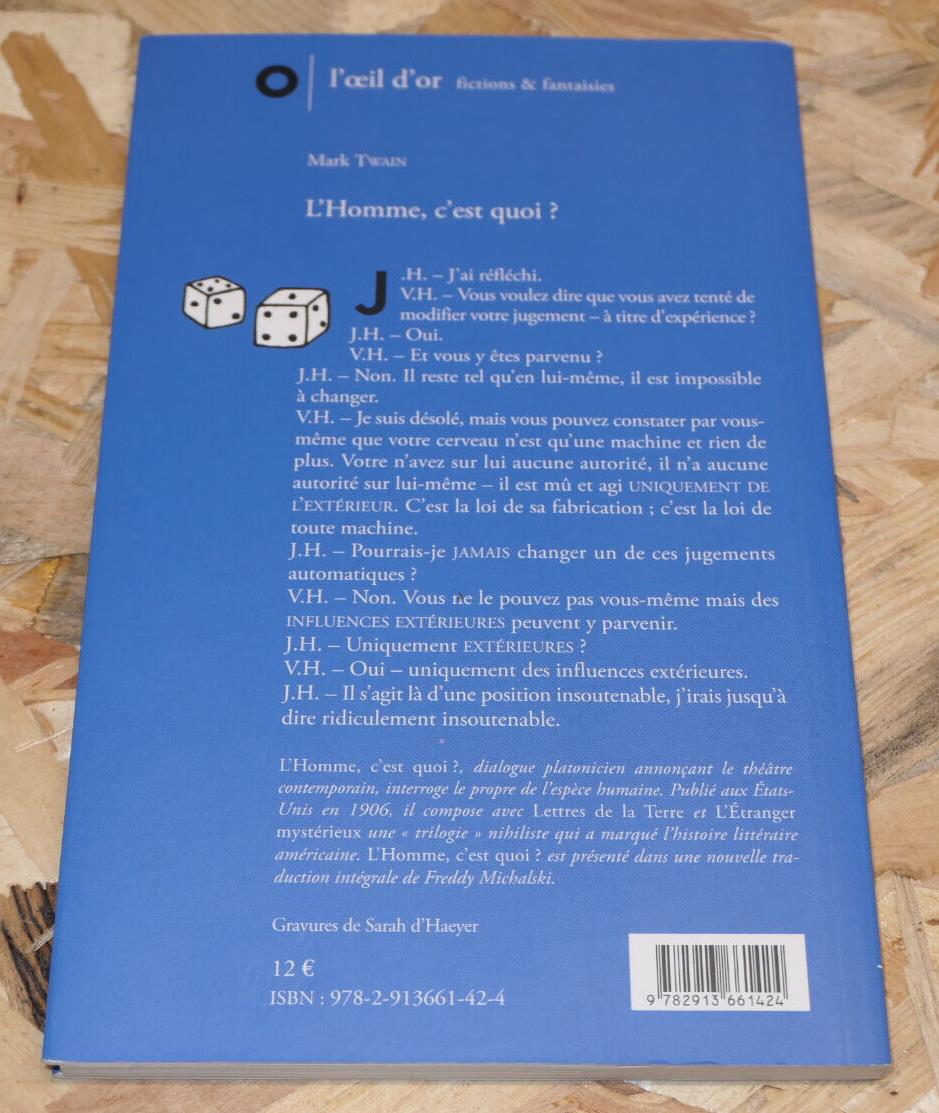 O l'œil d'or fictions & fantaisies
Mark TWAIN
L'Homme, c'est quoi ?
J.H. – J'ai réfléchi.
V.H. – Vous voulez dire que vous avez tenté de
modifier votre jugement – à titre d'expérience ?
J.H. – Oui.
V.H. – Et vous y êtes parvenu ?
J.H. – Non. Il reste tel qu'en lui-même, il est impossible
à changer.
V.H. – Je suis désolé, mais vous pouvez constater par vous-
même que votre cerveau n'est qu'une machine et rien de
plus. Votre n'avez sur lui aucune autorité, il n'a aucune
autorité sur lui-même – il est mû et agi UNIQUEMENT DE
L'EXTÉRIEUR. C'est la loi de sa fabrication ; c'est la loi de
toute machine.
J.H. – Pourrais-je JAMAIS changer un de ces jugements
automatiques ?
V.H. – Non. Vous ne le pouvez pas vous-même mais des
INFLUENCES EXTÉRIEURES peuvent y parvenir.
J.H. – Uniquement EXTÉRIEURES ?
V.H. – Oui – uniquement des influences extérieures.
J.H. – Il s'agit là d'une position insoutenable, j'irais jusqu'à
dire ridiculement insoutenable.
L'Homme, c'est quoi ?, dialogue platonicien annonçant le théâtre
contemporain, interroge le propre de l'espèce humaine. Publié aux États-
Unis en 1906, il compose avec Lettres de la Terre et L'Étranger
mystérieux une « trilogie » nihiliste qui a marqué l'histoire littéraire
américaine. L'Homme, c'est quoi ? est présenté dans une nouvelle tra-
duction intégrale de Freddy Michalski.
Gravures de Sarah d'Haeyer
12 €
ISBN : 978-2-913661-42-4
9 782913 661424